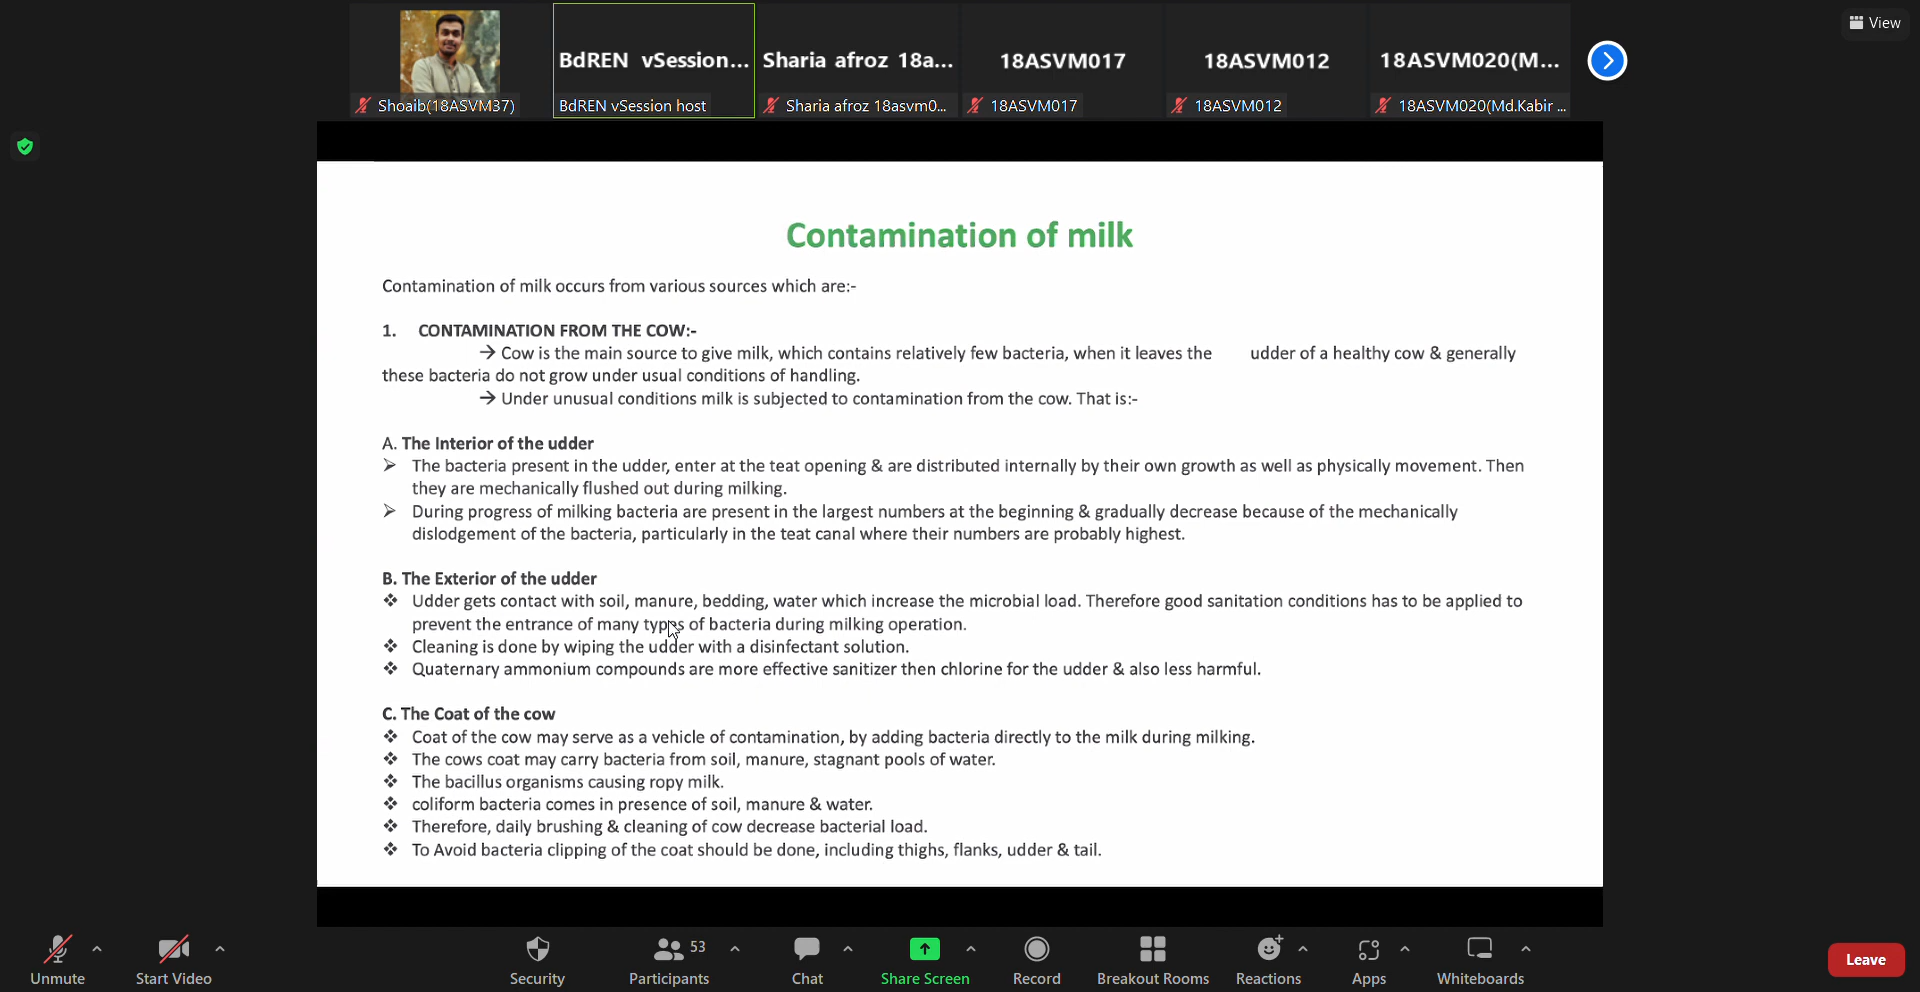 View
BdREN vSession...
Sharia afroz 18a...
18ASVM017
18ASVM012
18ASVM020(M...
Shoaib(18ASVM37)
BdREN vSession host
Sharia afroz 18asvm0...
18ASVM017
18ASVM012
18ASVM020(Md.Kabir ...
Contamination of milk
Contamination of milk occurs from various sources which are:-
1. CONTAMINATION FROM THE COW:-
→ Cow is the main source to give milk, which contains relatively few bacteria, when it leaves the udder of a healthy cow & generally
these bacteria do not grow under usual conditions of handling.
→ Under unusual conditions milk is subjected to contamination from the cow. That is:-
A. The Interior of the udder
➢ The bacteria present in the udder, enter at the teat opening & are distributed internally by their own growth as well as physically movement. Then
they are mechanically flushed out during milking.
➢ During progress of milking bacteria are present in the largest numbers at the beginning & gradually decrease because of the mechanically
dislodgement of the bacteria, particularly in the teat canal where their numbers are probably highest.
B. The Exterior of the udder
❖ Udder gets contact with soil, manure, bedding, water which increase the microbial load. Therefore good sanitation conditions has to be applied to
prevent the entrance of many types of bacteria during milking operation.
❖ Cleaning is done by wiping the udder with a disinfectant solution.
❖ Quaternary ammonium compounds are more effective sanitizer then chlorine for the udder & also less harmful.
C. The Coat of the cow
❖ Coat of the cow may serve as a vehicle of contamination, by adding bacteria directly to the milk during milking.
❖ The cows coat may carry bacteria from soil, manure, stagnant pools of water.
❖ The bacillus organisms causing ropy milk.
❖ coliform bacteria comes in presence of soil, manure & water.
❖ Therefore, daily brushing & cleaning of cow decrease bacterial load.
❖ To Avoid bacteria clipping of the coat should be done, including thighs, flanks, udder & tail.
53
Unmute
Start Video
Security
Participants
Chat
Share Screen
Record
Breakout Rooms
Reactions
Apps
Whiteboards
Leave